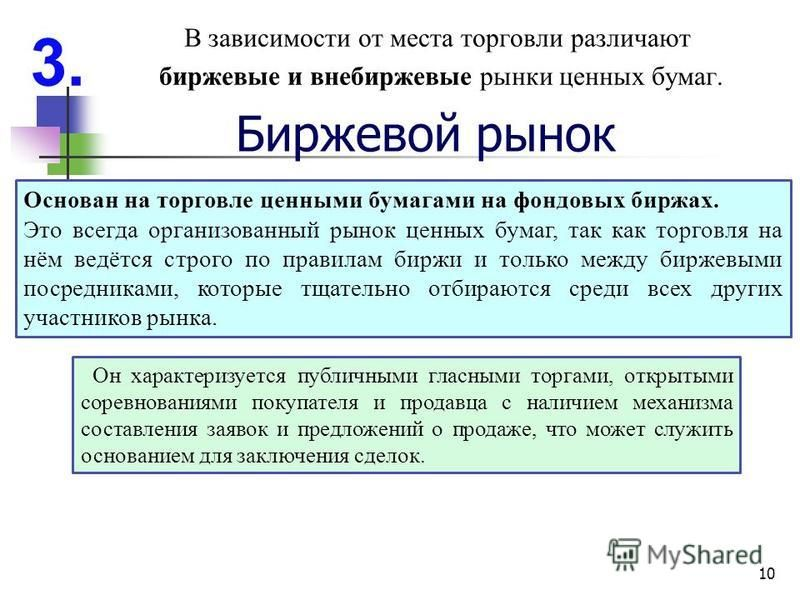 3.
В зависимости от места торговли различают
биржевые и внебиржевые рынки ценных бумаг.
Биржевой рынок
Основан на торговле ценными бумагами на фондовых биржах.
Это всегда организованный рынок ценных бумаг, так как торговля на
нём ведётся строго по правилам биржи и только между биржевыми
посредниками, которые тщательно отбираются среди всех других
участников рынка.
Он характеризуется публичными гласными торгами, открытыми
соревнованиями покупателя и продавца с наличием механизма
составления заявок и предложений о продаже, что может служить
основанием для заключения сделок.
MyShared
10